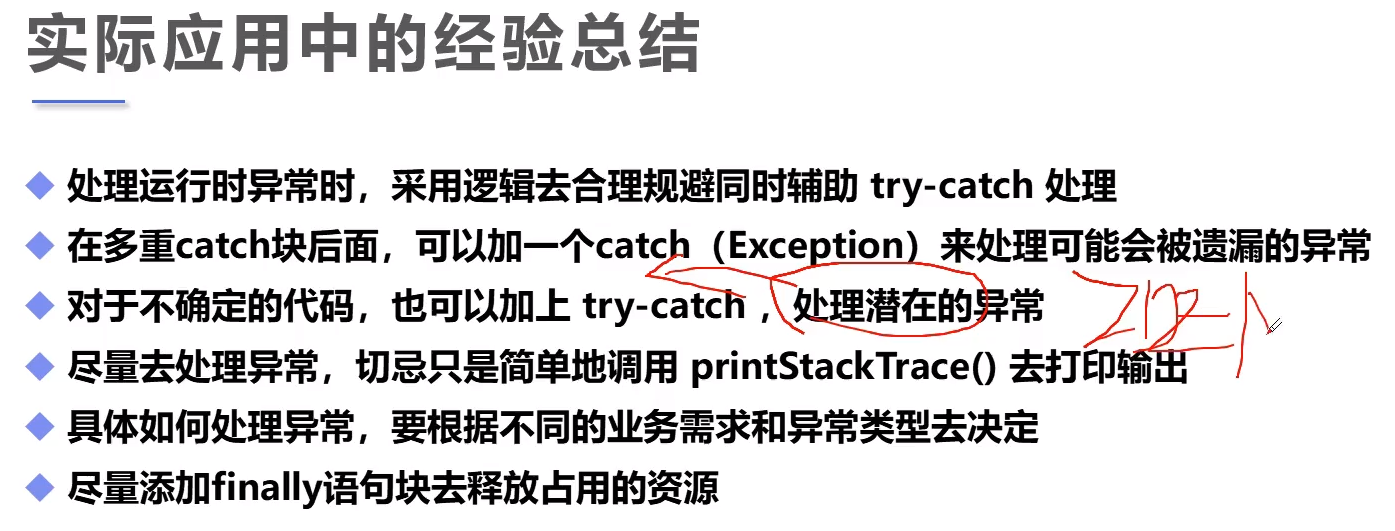 实际应用中的经验总结
处理运行时异常时，采用逻辑去合理规避同时辅助 try-catch 处理
在多重catch块后面，可以加一个catch（Exception）来处理可能会被遗漏的异常
对于不确定的代码，也可以加上 try-catch ，处理潜在的异常
尽量去处理异常，切忌只是简单地调用 printStackTrace() 去打印输出
具体如何处理异常，要根据不同的业务需求和异常类型去决定
尽量添加finally语句块去释放占用的资源